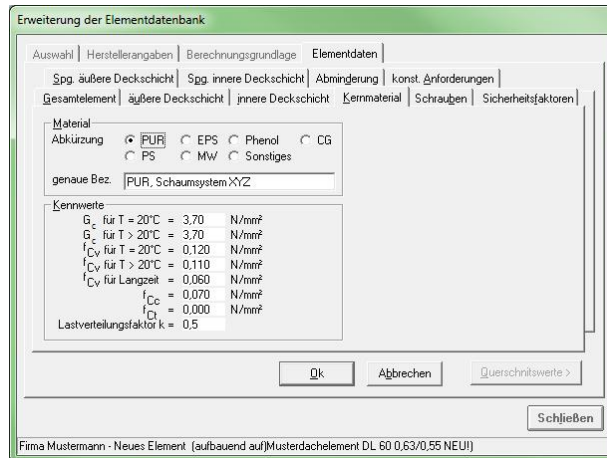 Erweiterung der Elementdatenbank
Auswahl Herstellerangaben Berechnungsgrundlage Elementdaten
Spg. äußere Deckschicht Spg. innere Deckschicht Abminderung konst. Anforderungen
Gesamtelement äußere Deckschicht innere Deckschicht Kernmaterial Schrauben Sicherheitsfaktoren
Material
Abkürzung PUR EPS Phenol CG
PS MW Sonstiges
genaue Bez. PUR, Schaumsystem XYZ
Kennwerte
Gc für T = 20°C = 3,70 N/mm²
Gc für T > 20°C = 3,70 N/mm²
fCv für T = 20°C = 0,120 N/mm²
fCv für T > 20°C = 0,110 N/mm²
fCv für Langzeit = 0,060 N/mm²
fCc = 0,070 N/mm²
fCt = 0,000 N/mm²
Lastverteilungsfaktor k = 0,5
Ok Abbrechen Querschnitswerte >
Schließen
Firma Mustermann - Neues Element (aufbauend auf)Musterdachelement DL 60 0,63/0,55 NEU!)